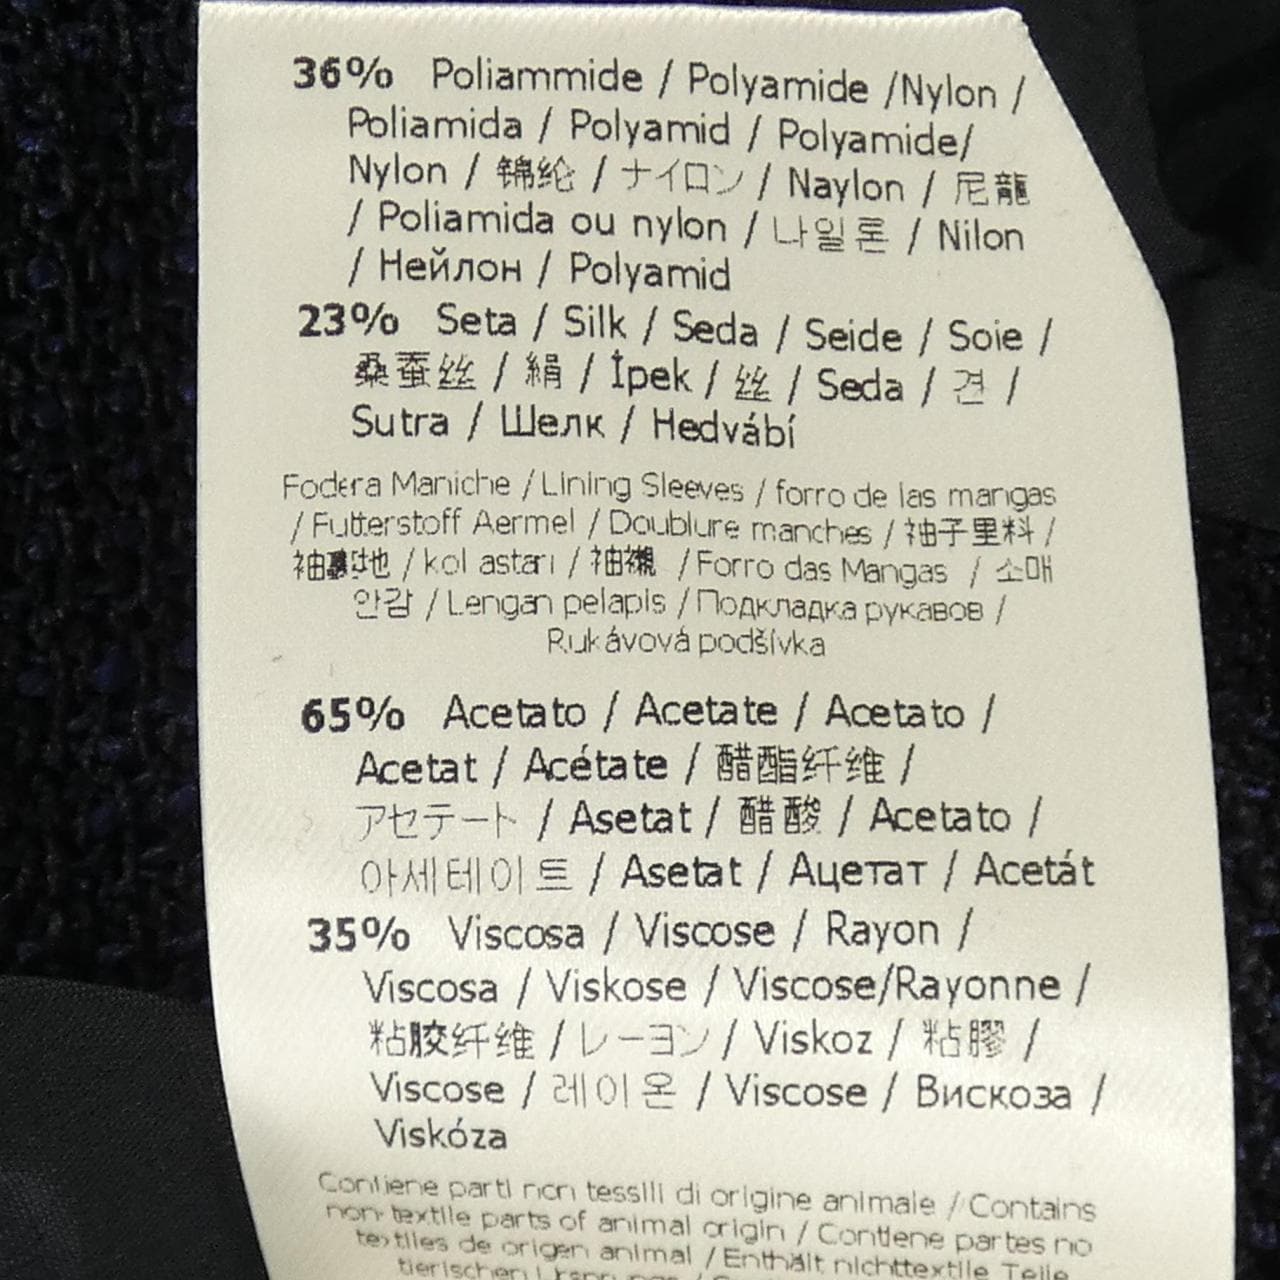 36% Poliammide / Polyamide /Nylon /
Poliamida / Polyamid / Polyamide/
Nylon / 锦纶 / ナイロン / Naylon / 尼龍
/ Poliamida ou nylon / 나일론 / Nilon
/ Нейлон / Polyamid
23% Seta / Silk / Seda / Seide / Soie /
桑蚕丝 / 絹 / İpek / 丝 / Seda / 견 /
Sutra / Шелк / Hedvábí
Fodera Maniche / Lining Sleeves / forro de las mangas
/ Futterstoff Aermel / Doublure manches / 袖子里料 /
袖裏地 / kol astarı / 袖襯 / Forro das Mangas / 소매
안감 / Lengan pelapis / Подкладка рукавов /
Rukávová podšívka
65% Acetato / Acetate / Acetato /
Acetat / Acétate / 醋酯纤维 /
アセテート / Asetat / 醋酸 / Acetato /
아세테이트 / Asetat / Ацетат / Acetát
35% Viscosa / Viscose / Rayon /
Viscosa / Viskose / Viscose/Rayonne /
粘胶纤维 / レーヨン / Viskoz / 粘膠 /
Viscose / 레이온 / Viscose / Вискоза /
Viskóza
Contiene parti non tessili di origine animale / Contains
non-textile parts of animal origin / Contiene partes no
textiles de origen animal / Enthält nichttextile Teile
tierischen Ursprungs /